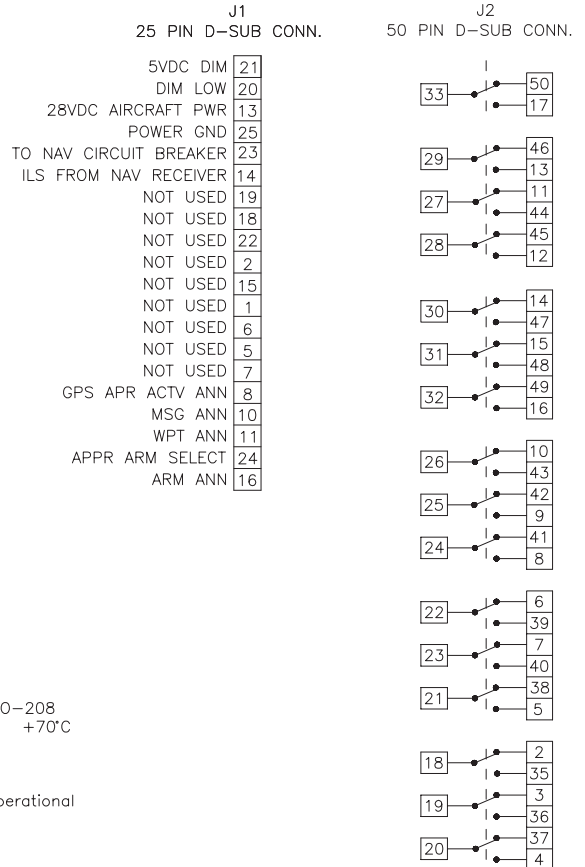 J1
25 PIN D-SUB CONN.
5VDC DIM 21
DIM LOW 20
28VDC AIRCRAFT PWR 13
POWER GND 25
TO NAV CIRCUIT BREAKER 23
ILS FROM NAV RECEIVER 14
NOT USED 19
NOT USED 18
NOT USED 22
NOT USED 2
NOT USED 15
NOT USED 1
NOT USED 6
NOT USED 5
NOT USED 7
GPS APR ACTV ANN 8
MSG ANN 10
WPT ANN 11
APPR ARM SELECT 24
ARM ANN 16
O-208
+70°C
perational
J2
50 PIN D-SUB CONN.
33 50
17
29 46
13
27 11
44
28 45
12
30 14
47
31 15
48
32 49
16
26 10
43
25 42
9
24 41
8
22 6
39
23 7
40
21 38
5
18 2
35
19 3
36
20 37
4